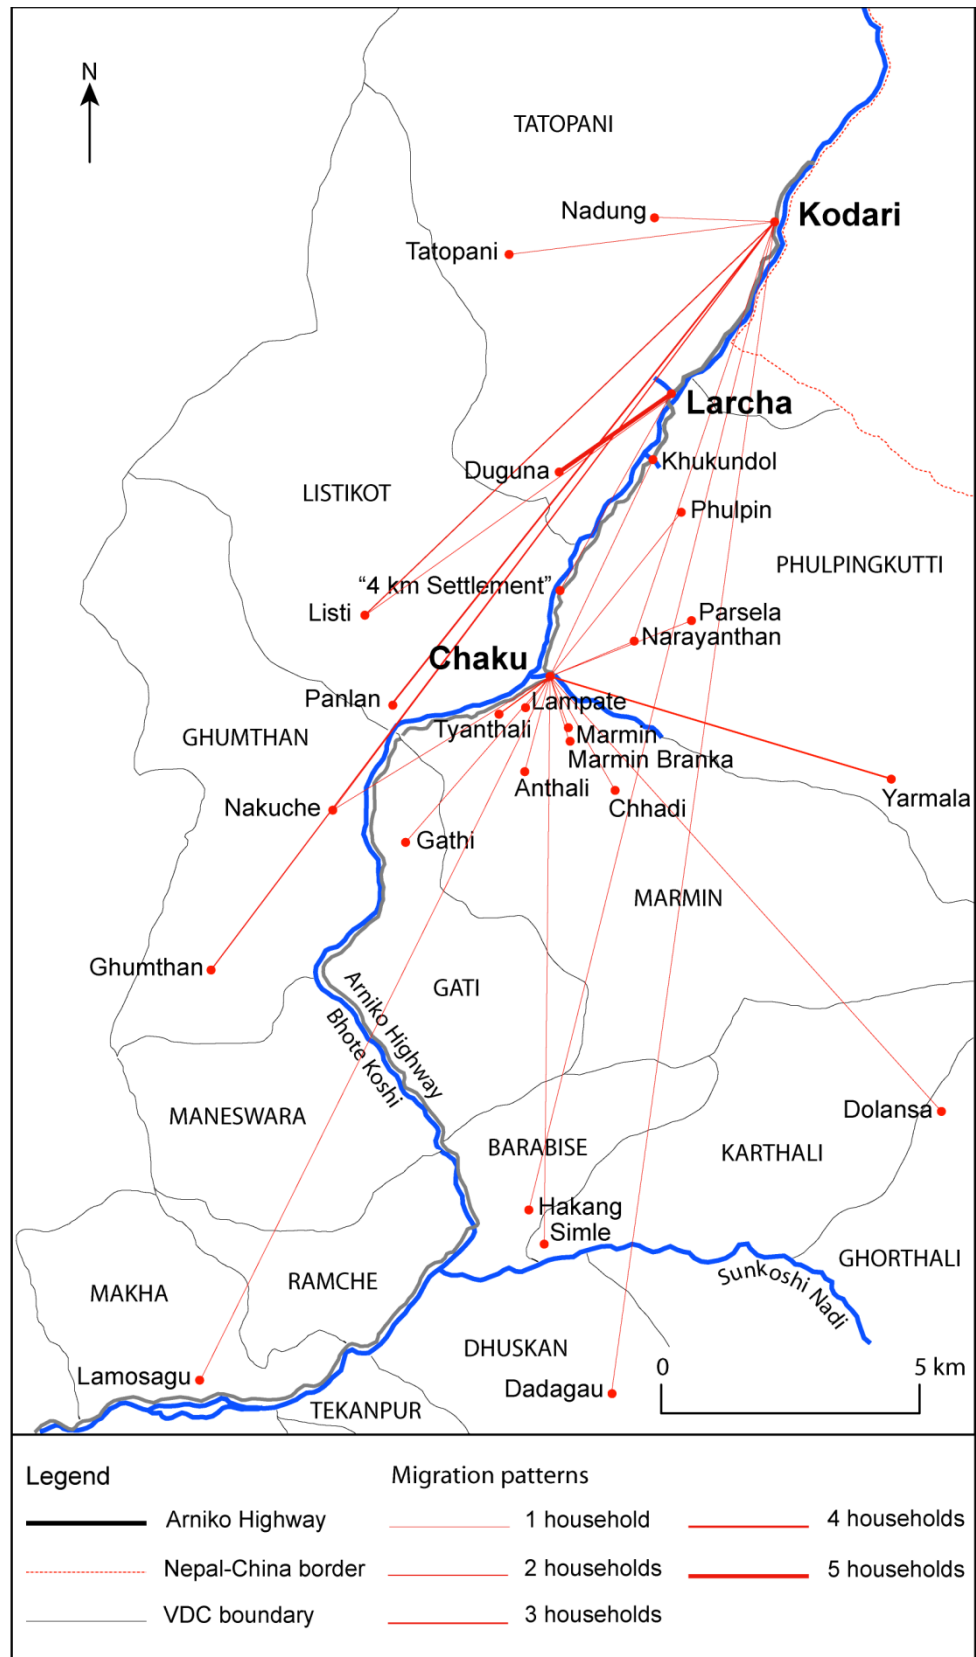 N
TATOPANI
Nadung
Kodari
Tatopani
Larcha
Duguna
Khukundol
LISTIKOT
Phulpin
PHULPINGKUTTI
“4 km Settlement”
Listi
Parsela
Narayanthan
Chaku
Panlan
Lampate
Tyanthali
Marmin
GHUMTHAN
Marmin Branka
Anthali
Chhadi
Yarmala
Nakuche
Gathi
MARMIN
Ghumthan
GATI
Arniko Highway
Bhote Koshi
MANESWARA
Dolansa
BARABISE
KARTHALI
Hakang
Simle
GHORTHALI
Sunkoshi Nadi
MAKHA
RAMCHE
DHUSKAN
Lamosagu
Dadagau
0 5 km
TEKANPUR
Legend
Migration patterns
Arniko Highway
1 household
4 households
Nepal-China border
2 households
5 households
VDC boundary
3 households